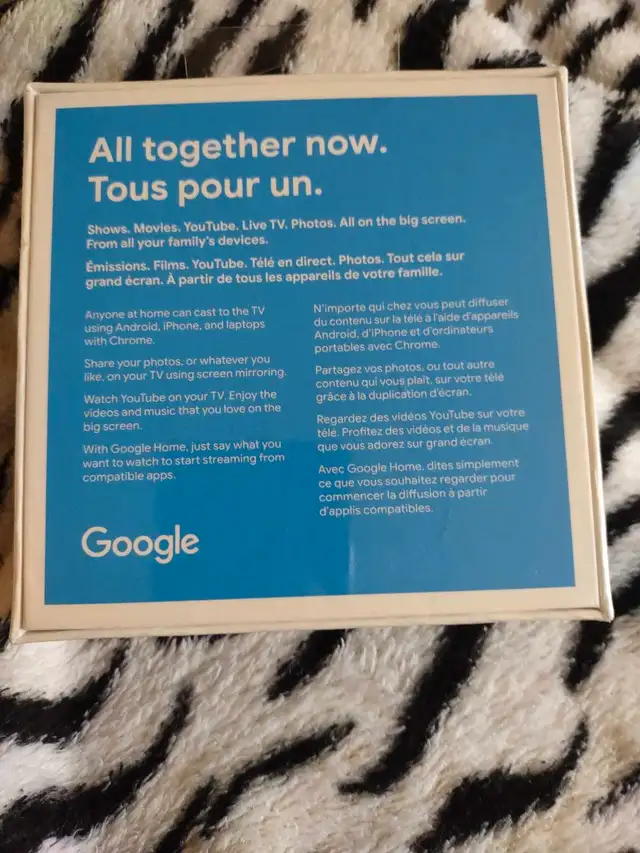 All together now.
Tous pour un.
Shows. Movies. YouTube. Live TV. Photos. All on the big screen.
From all your family's devices.
Émissions. Films. YouTube. Télé en direct. Photos. Tout cela sur
grand écran. À partir de tous les appareils de votre famille.
Anyone at home can cast to the TV
using Android, iPhone, and laptops
with Chrome.
Share your photos, or whatever you
like, on your TV using screen mirroring.
Watch YouTube on your TV. Enjoy the
videos and music that you love on the
big screen.
With Google Home, just say what you
want to watch to start streaming from
compatible apps.
N'importe qui chez vous peut diffuser
du contenu sur la télé à l'aide d'appareils
Android, d'iPhone et d'ordinateurs
portables avec Chrome.
Partagez vos photos, ou tout autre
contenu qui vous plaît, sur votre télé
grâce à la duplication d'écran.
Regardez des vidéos YouTube sur votre
télé. Profitez des vidéos et de la musique
que vous adorez sur grand écran.
Avec Google Home, dites simplement
ce que vous souhaitez regarder pour
commencer la diffusion à partir
d'applis compatibles.
Google